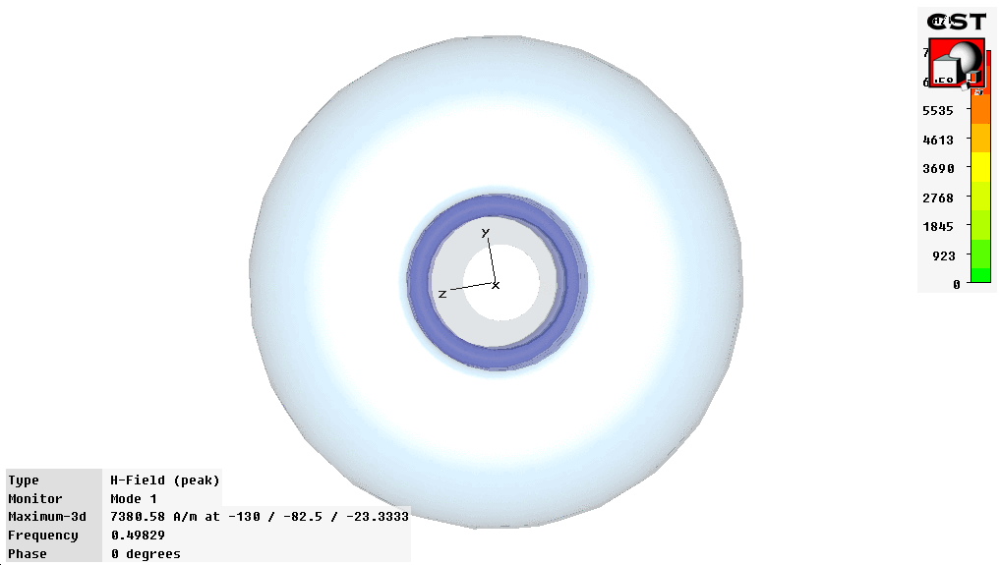 CST
5535
4613
3690
2768
1845
923
0
y
z
x
Type H-Field (peak)
Monitor Mode 1
Maximum-3d 7380.58 A/m at -130 / -82.5 / -23.3333
Frequency 0.49829
Phase 0 degrees